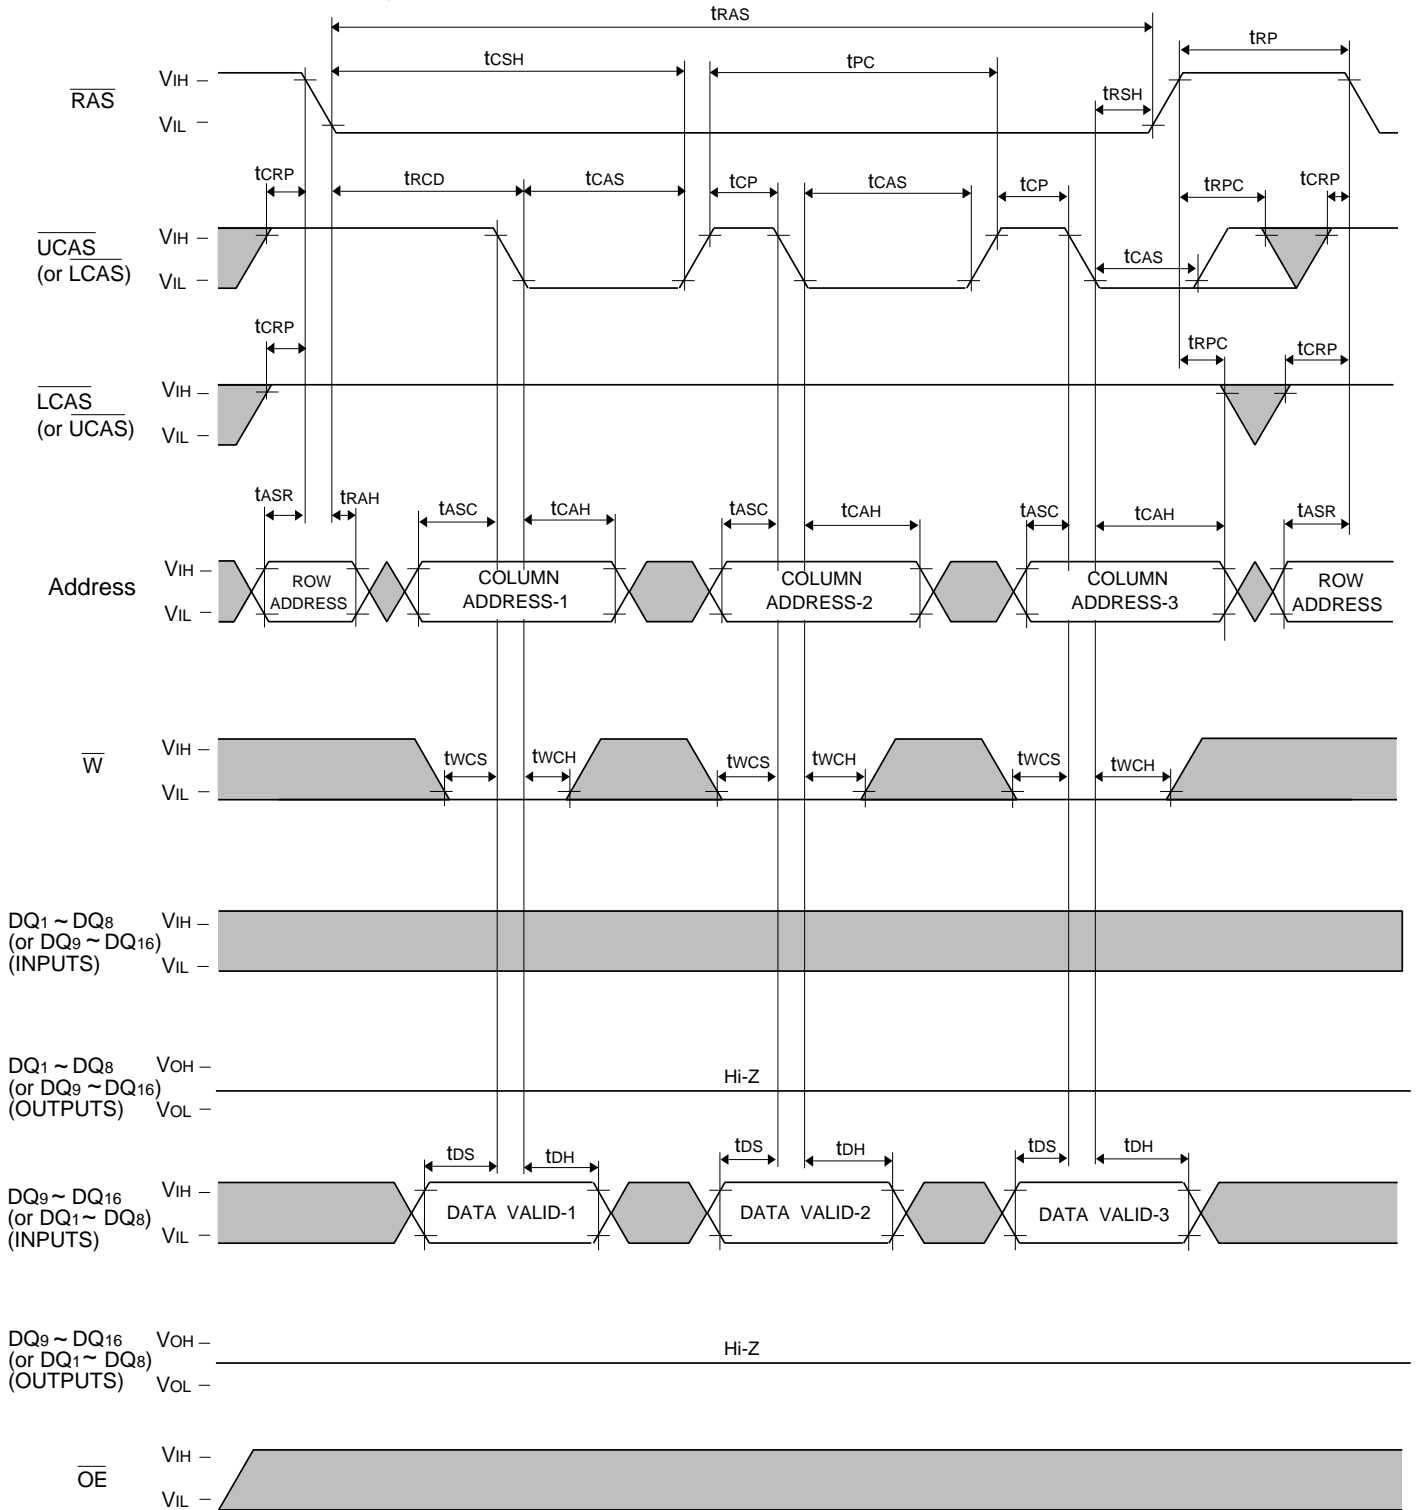 tRAS
tRP
tCSH
tPC
tRSH
RAS
VIH –
VIL –
tCRP
tRCD
tCAS
tCP
tCAS
tCP
tRPC
tCRP
tCAS
UCAS
(or LCAS)
VIH –
VIL –
tCRP
tRPC
tCRP
LCAS
(or UCAS)
VIH –
VIL –
tASR
tRAH
tASC
tCAH
tASC
tCAH
tASC
tCAH
tASR
Address
VIH –
VIL –
ROW
ADDRESS
COLUMN
ADDRESS-1
COLUMN
ADDRESS-2
COLUMN
ADDRESS-3
ROW
ADDRESS
W
VIH –
VIL –
tWCS
tWCH
tWCS
tWCH
tWCS
tWCH
DQ1 ~ DQ8
(or DQ9 ~ DQ16)
(INPUTS)
VIH –
VIL –
DQ1 ~ DQ8
(or DQ9 ~ DQ16)
(OUTPUTS)
VOH –
VOL –
Hi-Z
tDS
tDH
tDS
tDH
tDS
tDH
DQ9 ~ DQ16
(or DQ1 ~ DQ8)
(INPUTS)
VIH –
VIL –
DATA VALID-1
DATA VALID-2
DATA VALID-3
DQ9 ~ DQ16
(or DQ1 ~ DQ8)
(OUTPUTS)
VOH –
VOL –
Hi-Z
OE
VIH –
VIL –